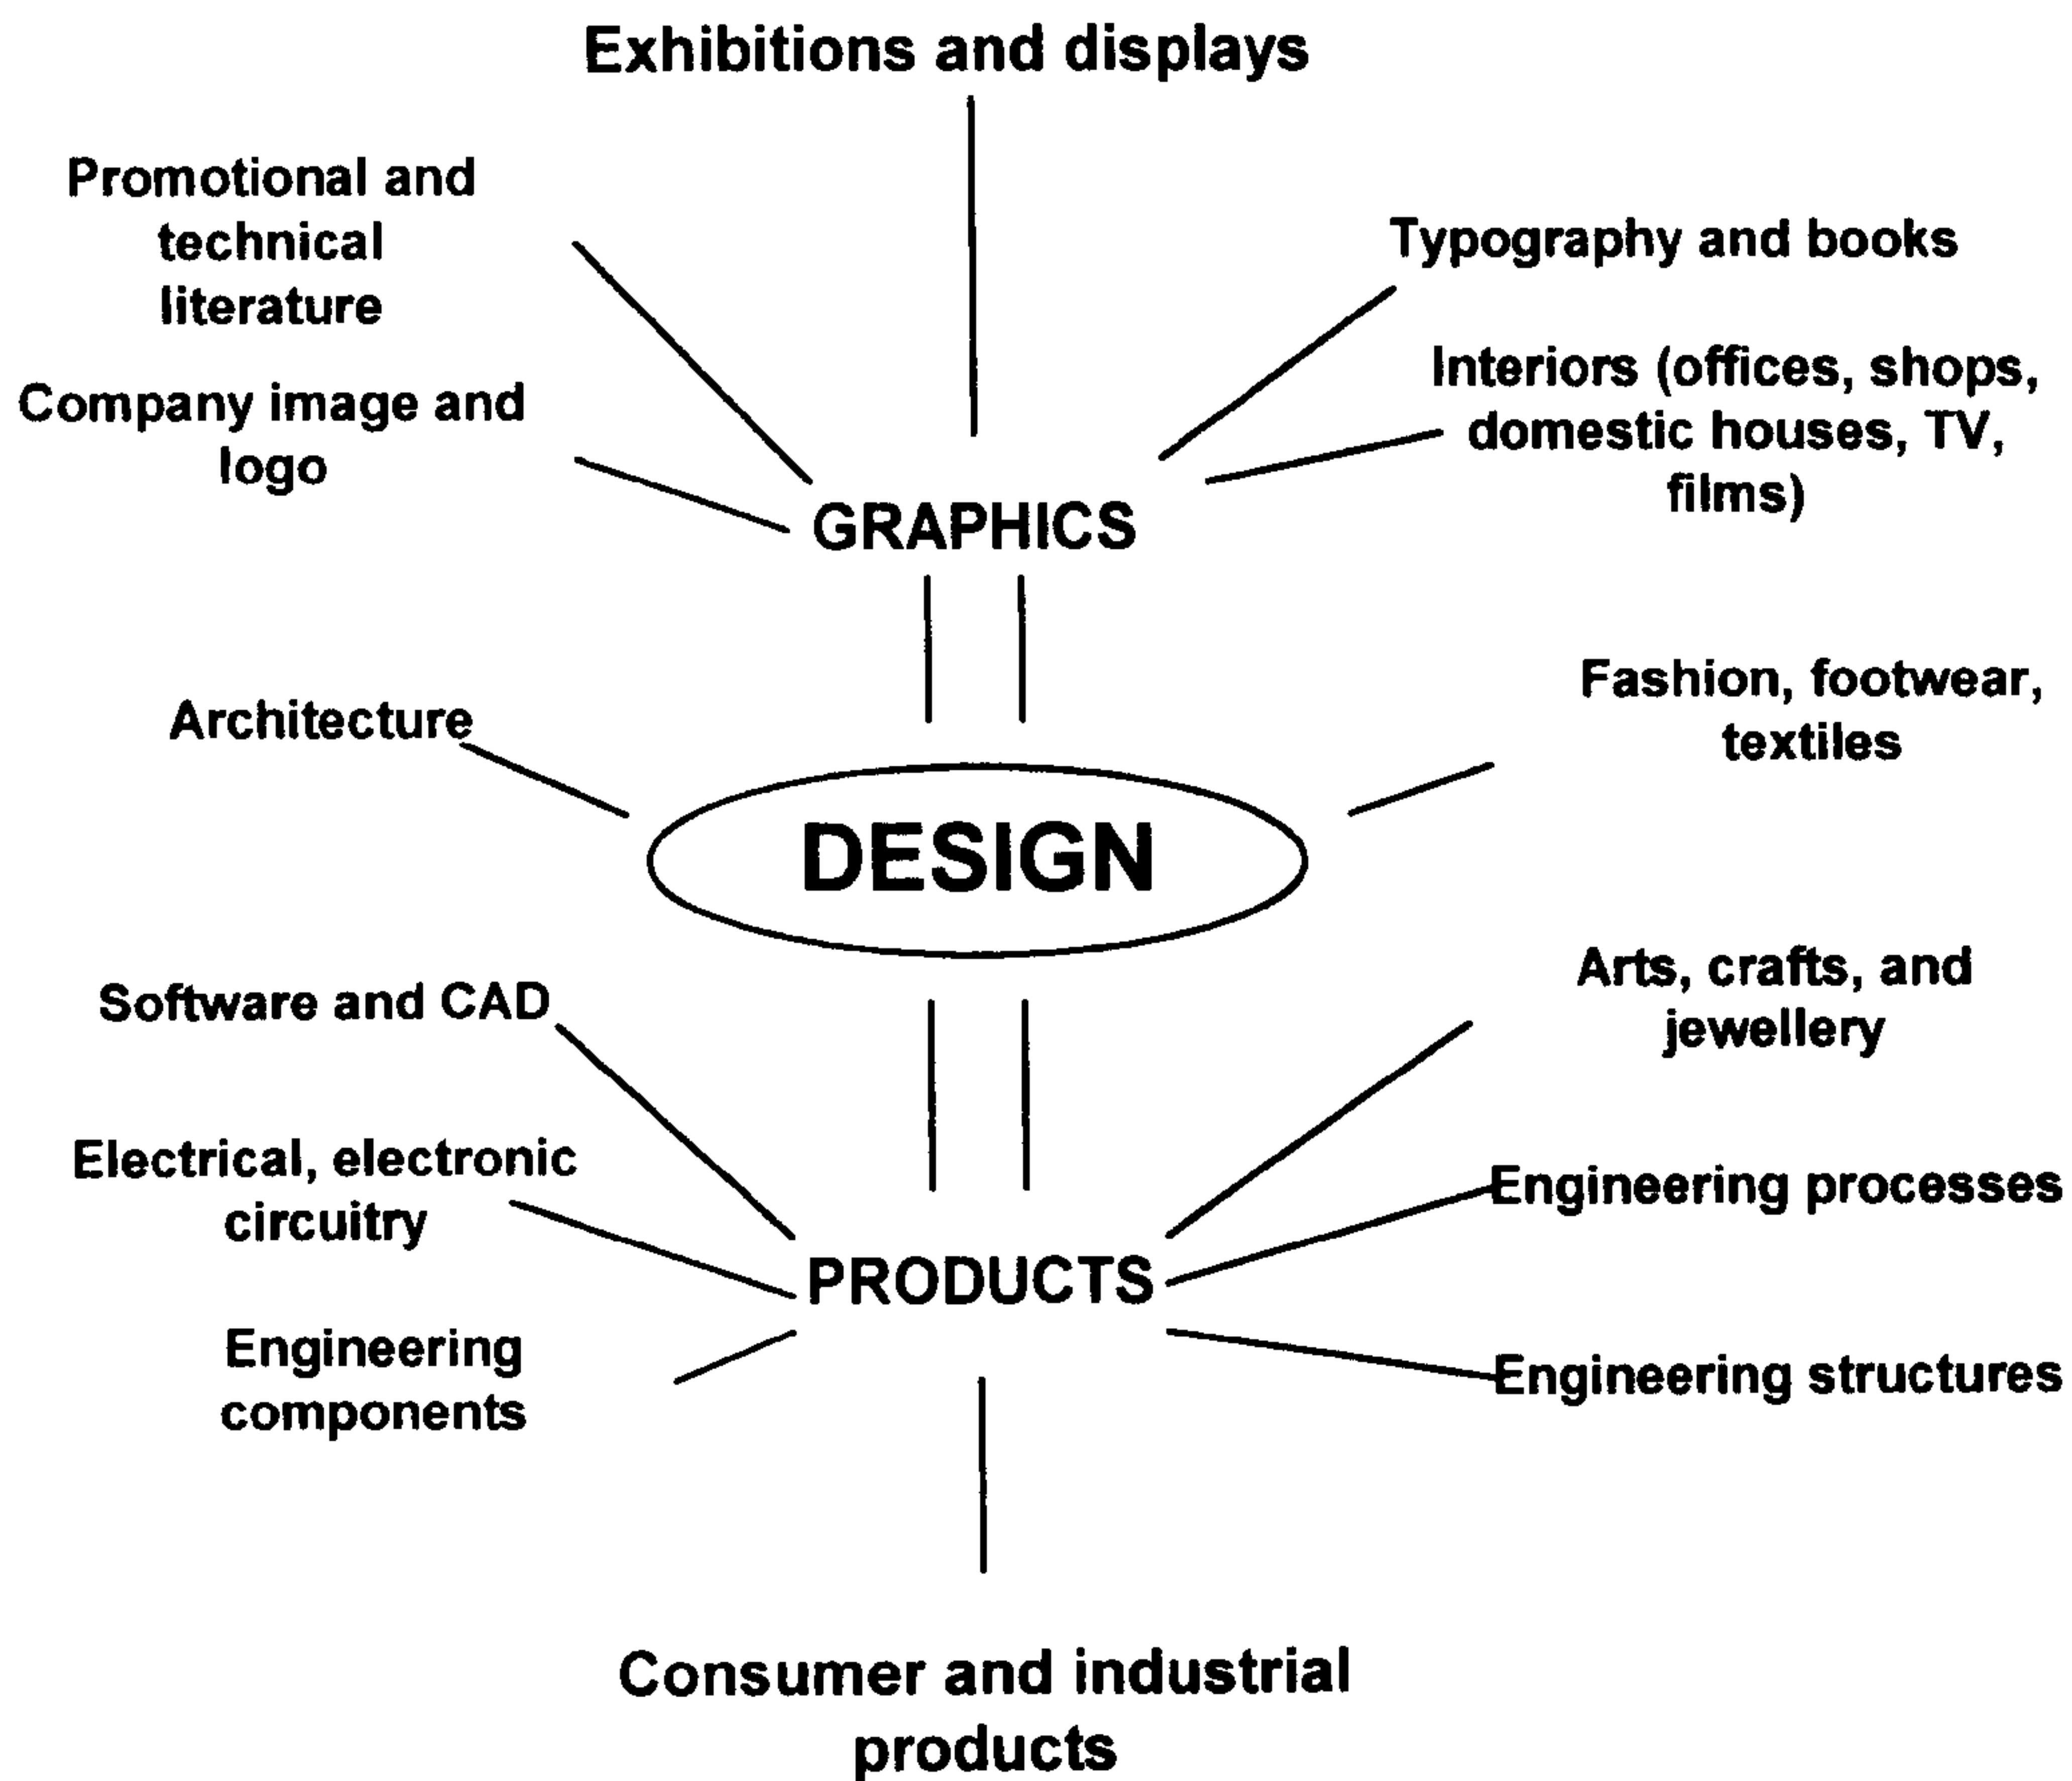 Exhibitions and displays
Promotional and
technical
literature
Typography and books
Interiors (offices, shops,
domestic houses, TV,
films)
Company image and
logo
GRAPHICS
Architecture
Fashion, footwear,
textiles
DESIGN
Software and CAD
Arts, crafts, and
jewellery
Electrical, electronic
circuitry
Engineering processes
PRODUCTS
Engineering
components
Engineering structures
Consumer and industrial
products